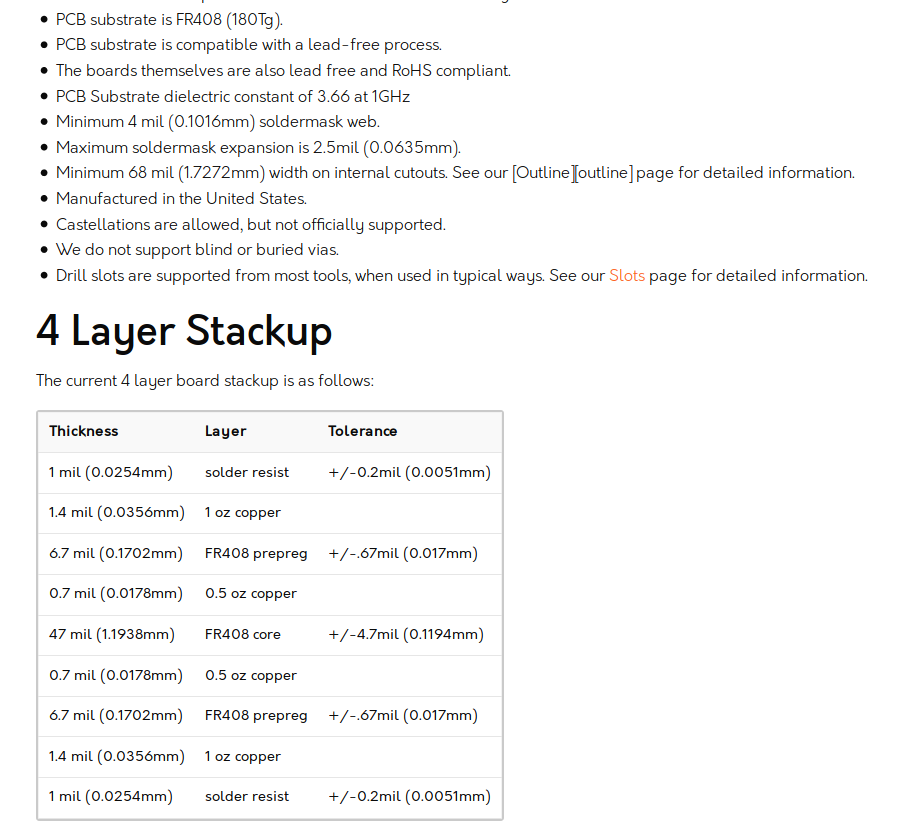 PCB substrate is FR408 (180Tg).
PCB substrate is compatible with a lead-free process.
The boards themselves are also lead free and RoHS compliant.
PCB Substrate dielectric constant of 3.66 at 1GHz
Minimum 4 mil (0.1016mm) soldermask web.
Maximum soldermask expansion is 2.5mil (0.0635mm).
Minimum 68 mil (1.7272mm) width on internal cutouts. See our [Outline][outline] page for detailed information.
Manufactured in the United States.
Castellations are allowed, but not officially supported.
We do not support blind or buried vias.
Drill slots are supported from most tools, when used in typical ways. See our Slots page for detailed information.
4 Layer Stackup
The current 4 layer board stackup is as follows:
Thickness Layer Tolerance
1 mil (0.0254mm) solder resist +/-0.2mil (0.0051mm)
1.4 mil (0.0356mm) 1 oz copper
6.7 mil (0.1702mm) FR408 prepreg +/-.67mil (0.017mm)
0.7 mil (0.0178mm) 0.5 oz copper
47 mil (1.1938mm) FR408 core +/-4.7mil (0.1194mm)
0.7 mil (0.0178mm) 0.5 oz copper
6.7 mil (0.1702mm) FR408 prepreg +/-.67mil (0.017mm)
1.4 mil (0.0356mm) 1 oz copper
1 mil (0.0254mm) solder resist +/-0.2mil (0.0051mm)